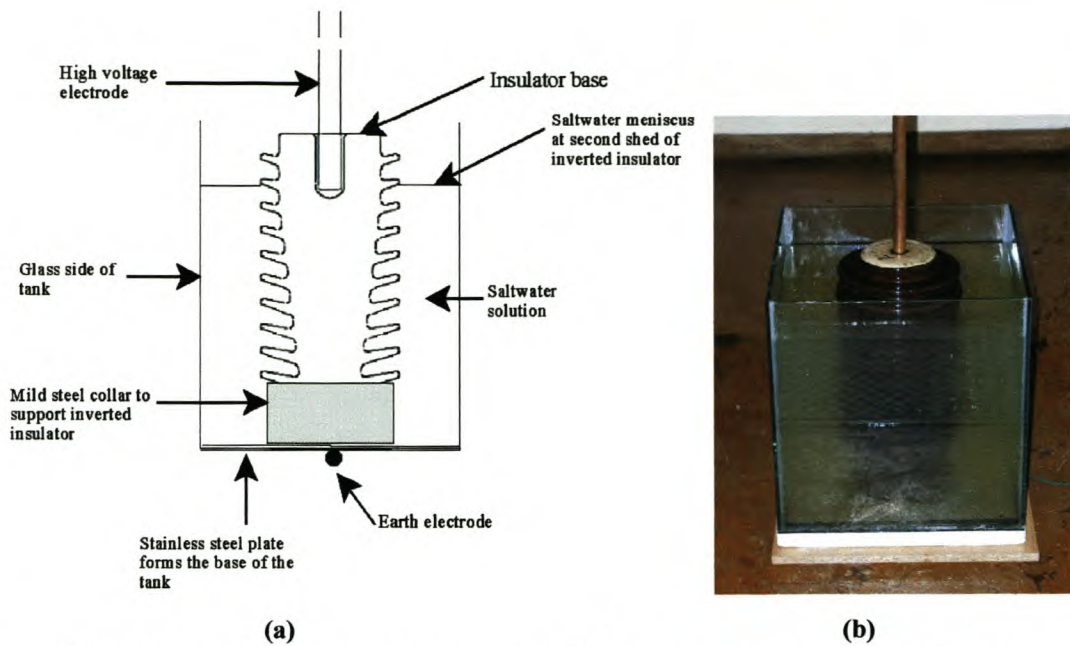 High voltage
electrode
Insulator base
Saltwater meniscus
at second shed of
inverted insulator
Glass side of
tank
Saltwater
solution
Mild steel collar to
support inverted
insulator
Earth electrode
Stainless steel plate
forms the base of the
tank
(a)
(b)